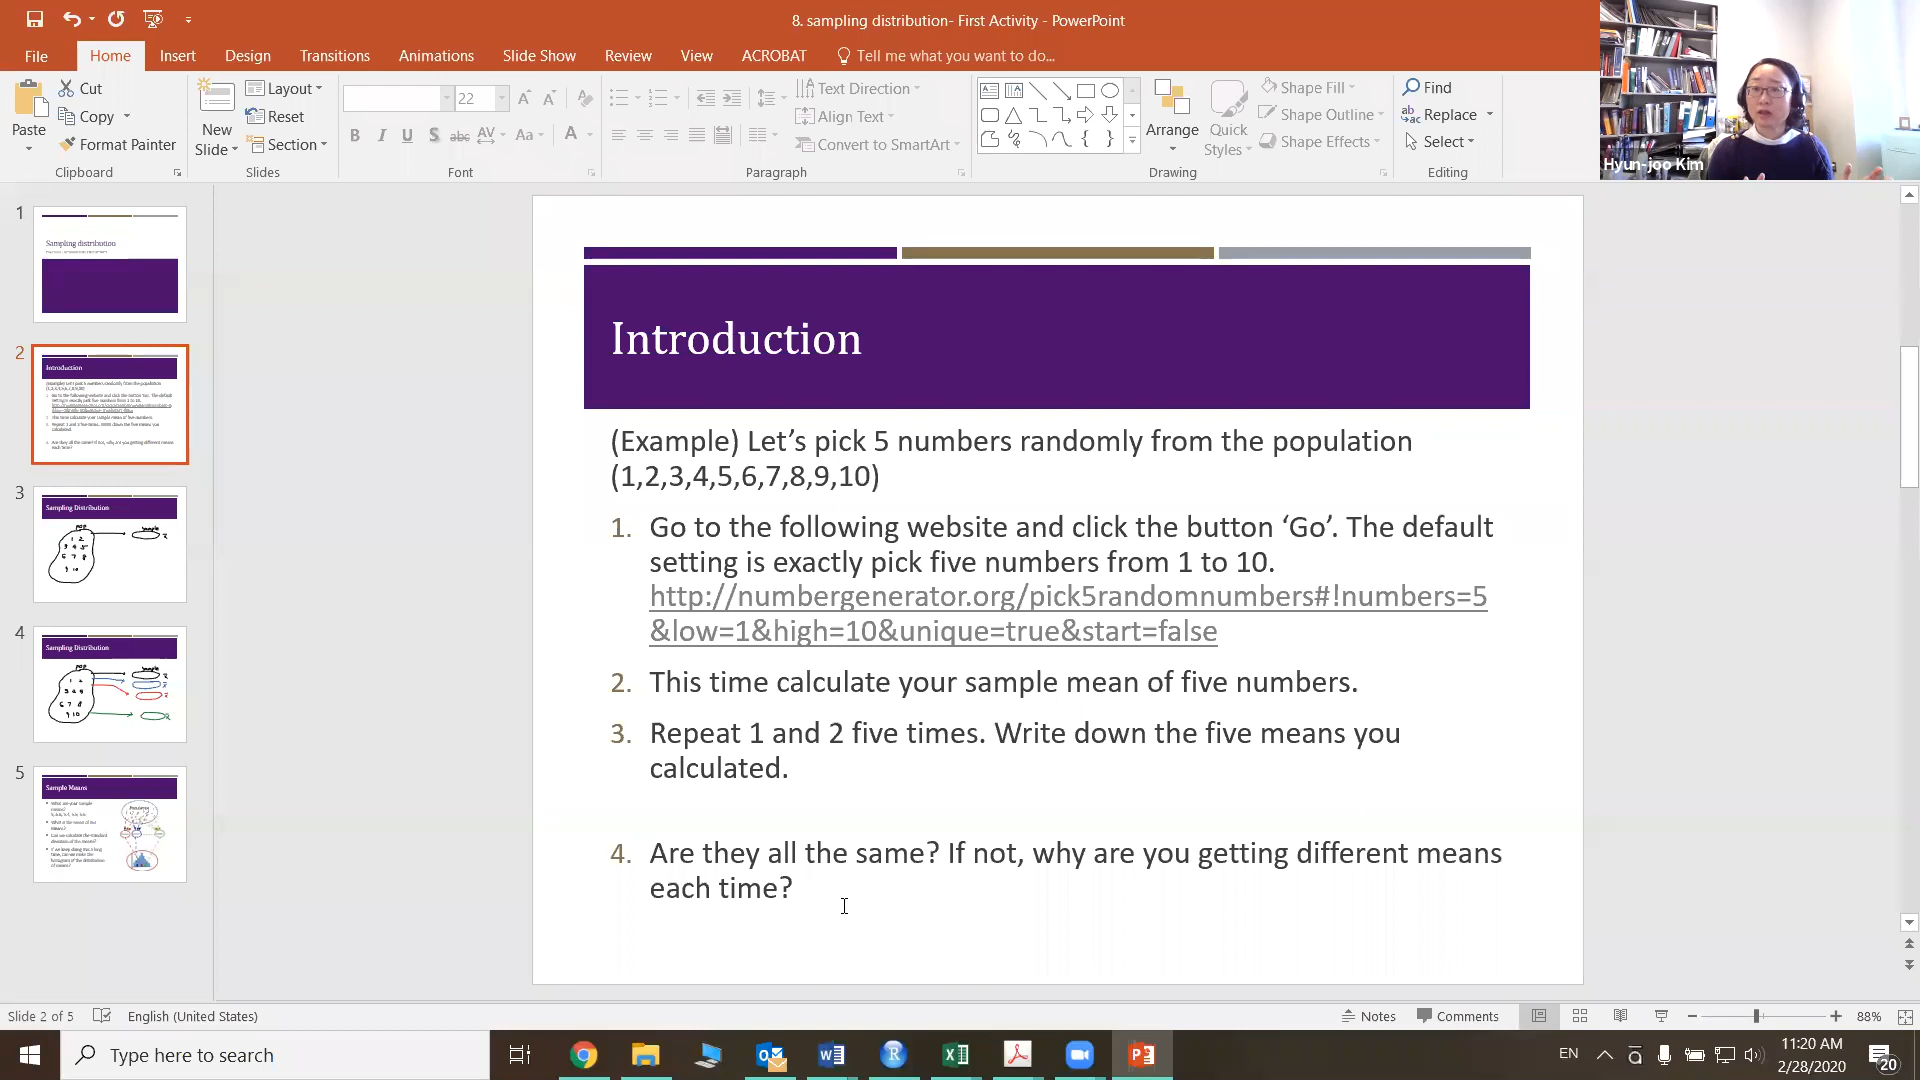 8. sampling distribution- First Activity - PowerPoint
File Home Insert Design Transitions Animations Slide Show Review View ACROBAT Tell me what you want to do...
Paste
Cut
Copy
Format Painter
Clipboard
New
Slide
Layout
Reset
Section
Slides
22
B I U S abc AV Aa A
Font
Text Direction
Align Text
Convert to SmartArt
Paragraph
Arrange
Quick
Styles
Shape Fill
Shape Outline
Shape Effects
Drawing
Find
Replace
Select
Editing
Hyun-joo Kim
1
Sampling distribution
2
Introduction
3
Sampling Distribution
4
Sampling Distribution
5
Sample Means
Introduction
(Example) Let’s pick 5 numbers randomly from the population
(1,2,3,4,5,6,7,8,9,10)
1. Go to the following website and click the button ‘Go’. The default
setting is exactly pick five numbers from 1 to 10.
http://numbergenerator.org/pick5randomnumbers#!numbers=5
&low=1&high=10&unique=true&start=false
2. This time calculate your sample mean of five numbers.
3. Repeat 1 and 2 five times. Write down the five means you
calculated.
4. Are they all the same? If not, why are you getting different means
each time?
Slide 2 of 5 English (United States) Notes Comments 88%
Type here to search
EN
11:20 AM
2/28/2020
20